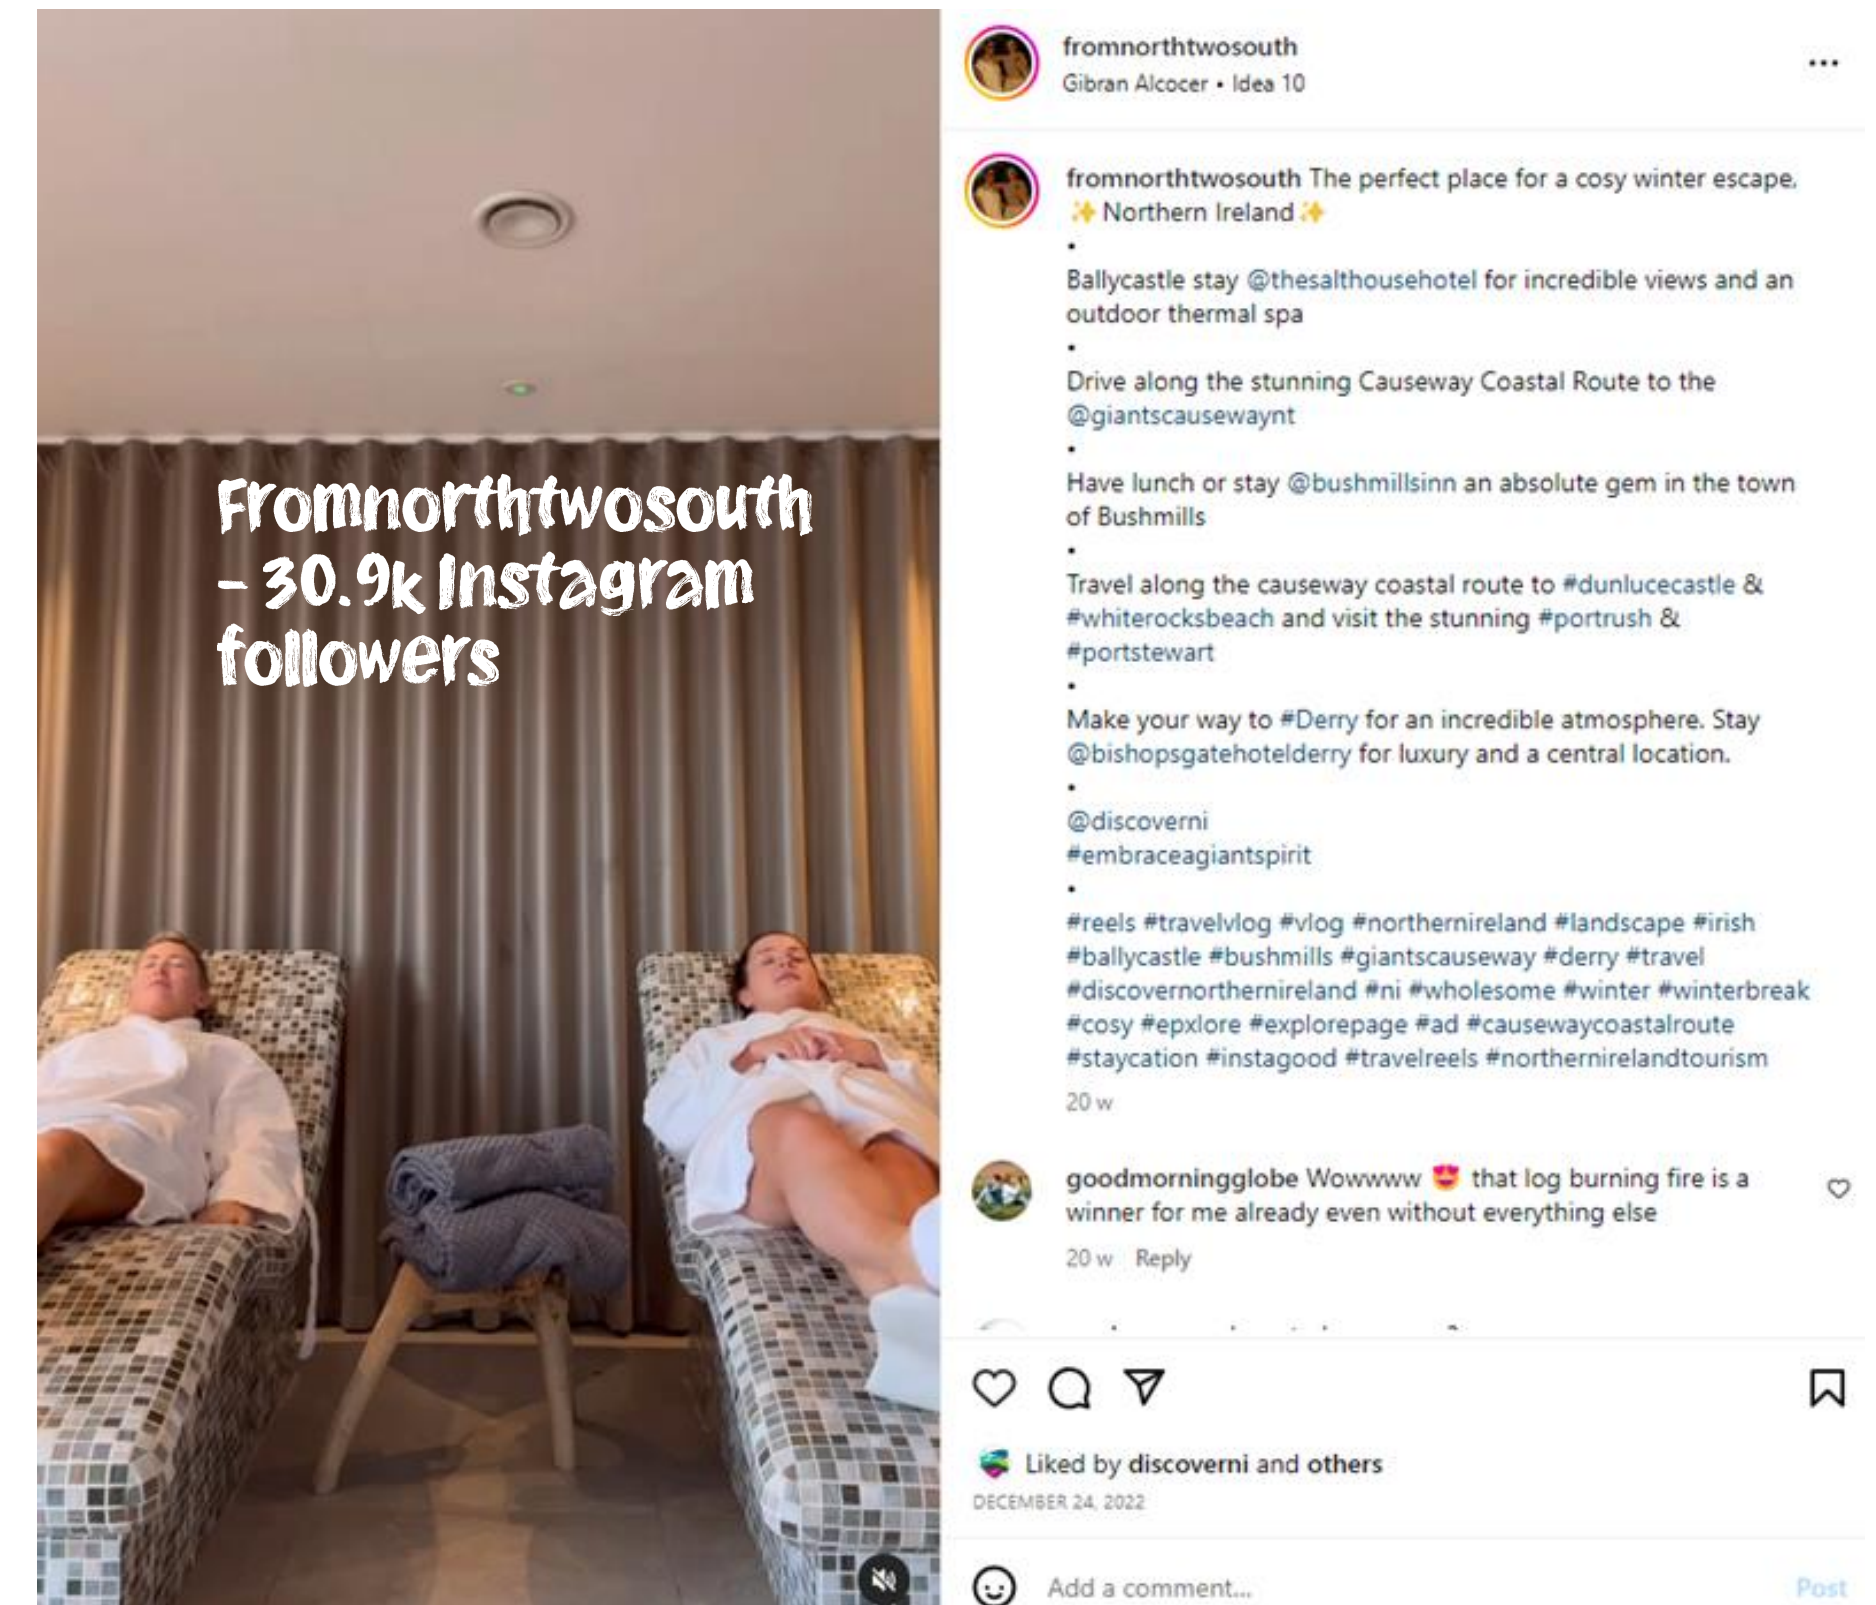 Fromnorthtwosouth
- 30.9k Instagram
followers
fromnorthtwosouth
Gibran Alcocer • Idea 10
fromnorthtwosouth The perfect place for a cosy winter escape,
✨ Northern Ireland ✨
•
Ballycastle stay @thesalthousehotel for incredible views and an
outdoor thermal spa
•
Drive along the stunning Causeway Coastal Route to the
@giantscausewaynt
•
Have lunch or stay @bushmillsinn an absolute gem in the town
of Bushmills
•
Travel along the causeway coastal route to #dunlucecastle &
#whiterocksbeach and visit the stunning #portrush &
#portstewart
•
Make your way to #Derry for an incredible atmosphere. Stay
@bishopsgatehotelderry for luxury and a central location.
•
@discoverni
#embraceagiantspirit
•
#reels #travelvlog #vlog #northernireland #landscape #irish
#ballycastle #bushmills #giantscauseway #derry #travel
#discovernorthernireland #ni #wholesome #winter #winterbreak
#cosy #epxlore #explorepage #ad #causewaycoastalroute
#staycation #instagood #travelreels #northernirelandtourism
20 w
goodmorningglobe Wowwww 😍 that log burning fire is a
winner for me already even without everything else
20 w Reply
Liked by discoverni and others
DECEMBER 24, 2022
Add a comment...
Post